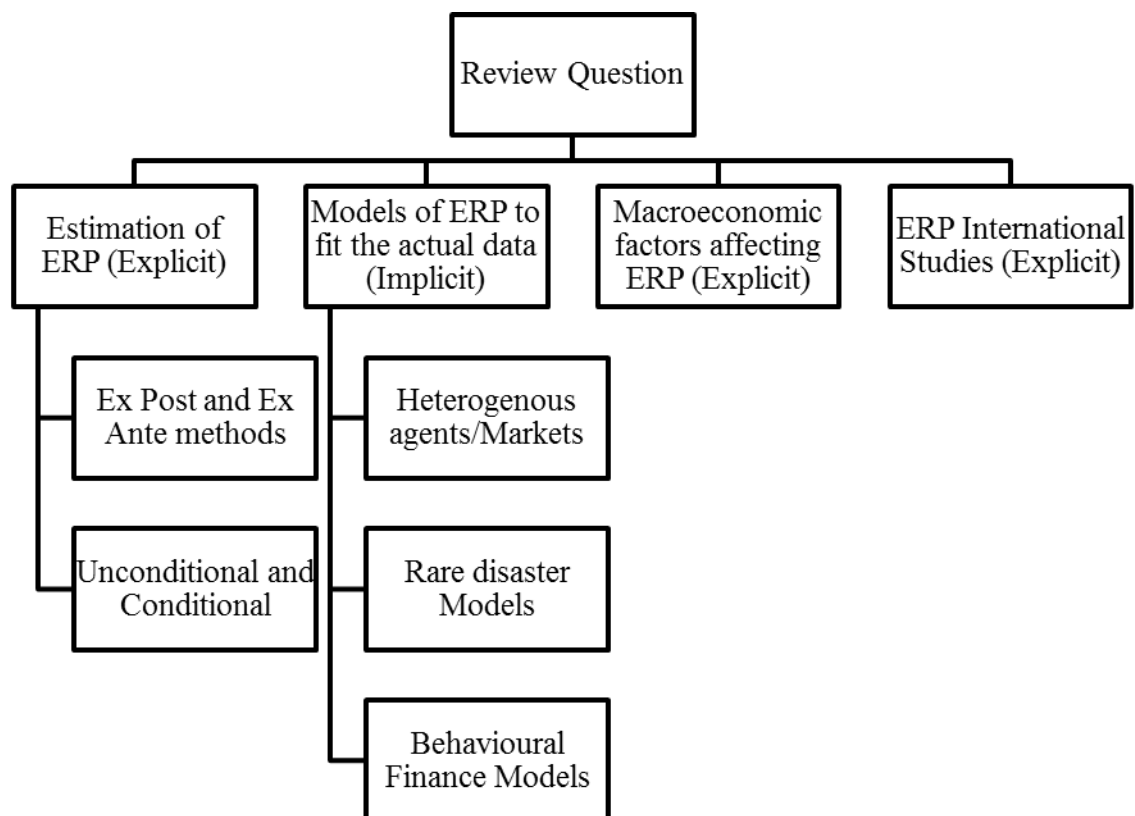 Review Question
Estimation of
ERP (Explicit)
Models of ERP to
fit the actual data
(Implicit)
Macroeconomic
factors affecting
ERP (Explicit)
ERP International
Studies (Explicit)
Ex Post and Ex
Ante methods
Unconditional and
Conditional
Heterogenous
agents/Markets
Rare disaster
Models
Behavioural
Finance Models